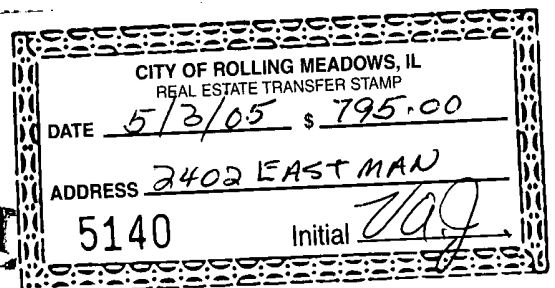 CITY OF ROLLING MEADOWS, IL
REAL ESTATE TRANSFER STAMP
DATE 5/3/05 $ 795.00
ADDRESS 2402 EASTMAN
5140 Initial